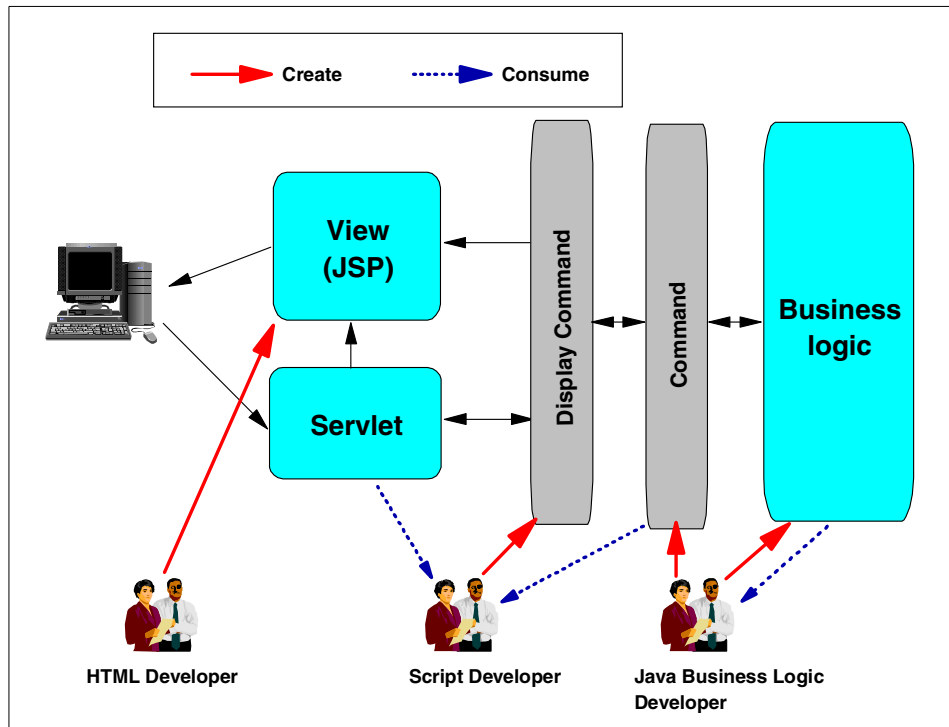 Create
Consume
View
(JSP)
Servlet
Display Command
Command
Business
logic
HTML Developer
Script Developer
Java Business Logic
Developer